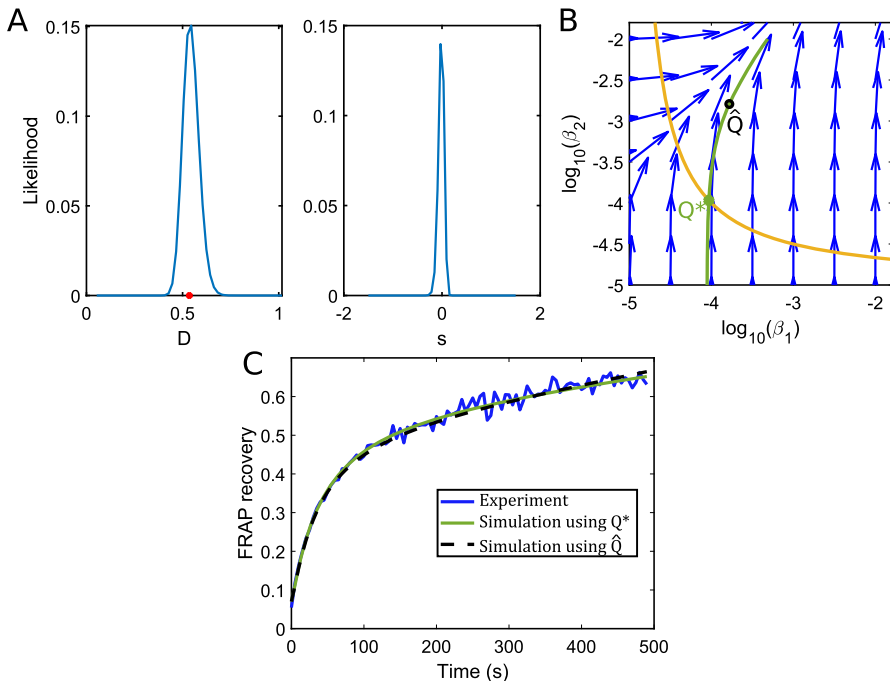 A
Likelihood
0.15
0.1
0.05
0
0
0.5
1
D
0.15
0.1
0.05
0
-2
0
2
s
B
log10(β2)
-2
-2.5
-3
-3.5
-4
-4.5
-5
Q̂
Q*
-5
-4
-3
-2
log10(β1)
C
FRAP recovery
0.6
0.5
0.4
0.3
0.2
0.1
0
Experiment
Simulation using Q*
Simulation using Q̂
0
100
200
300
400
500
Time (s)